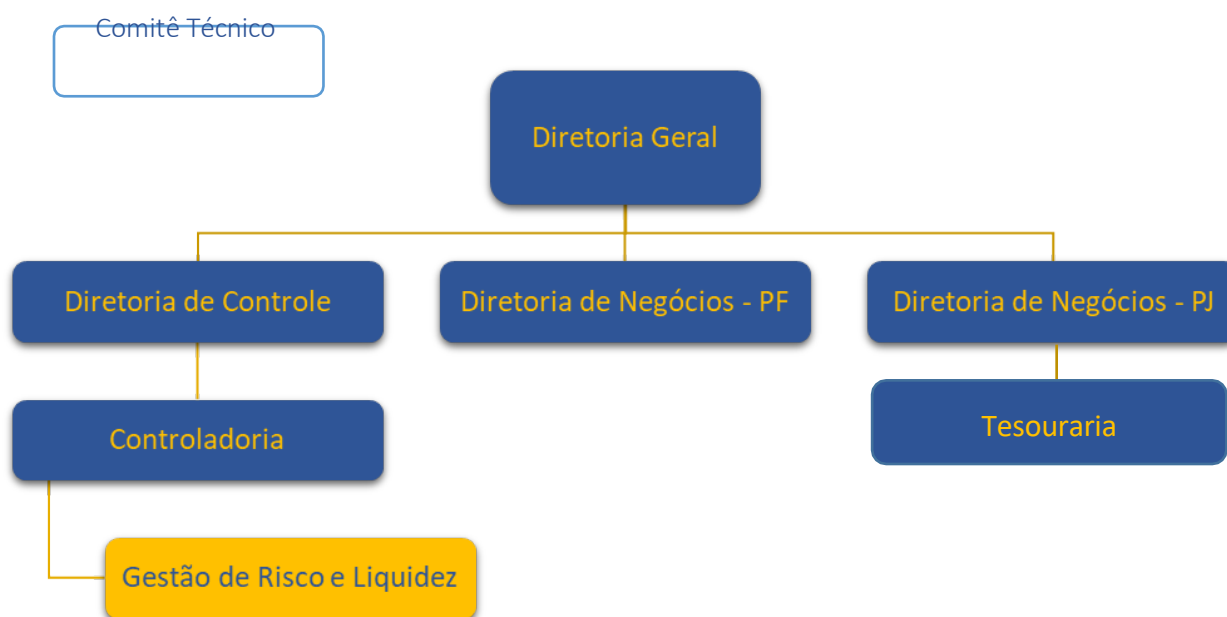 Comitê Técnico
Diretoria Geral
Diretoria de Controle
Diretoria de Negócios - PF
Diretoria de Negócios - PJ
Controladoria
Tesouraria
Gestão de Risco e Liquidez